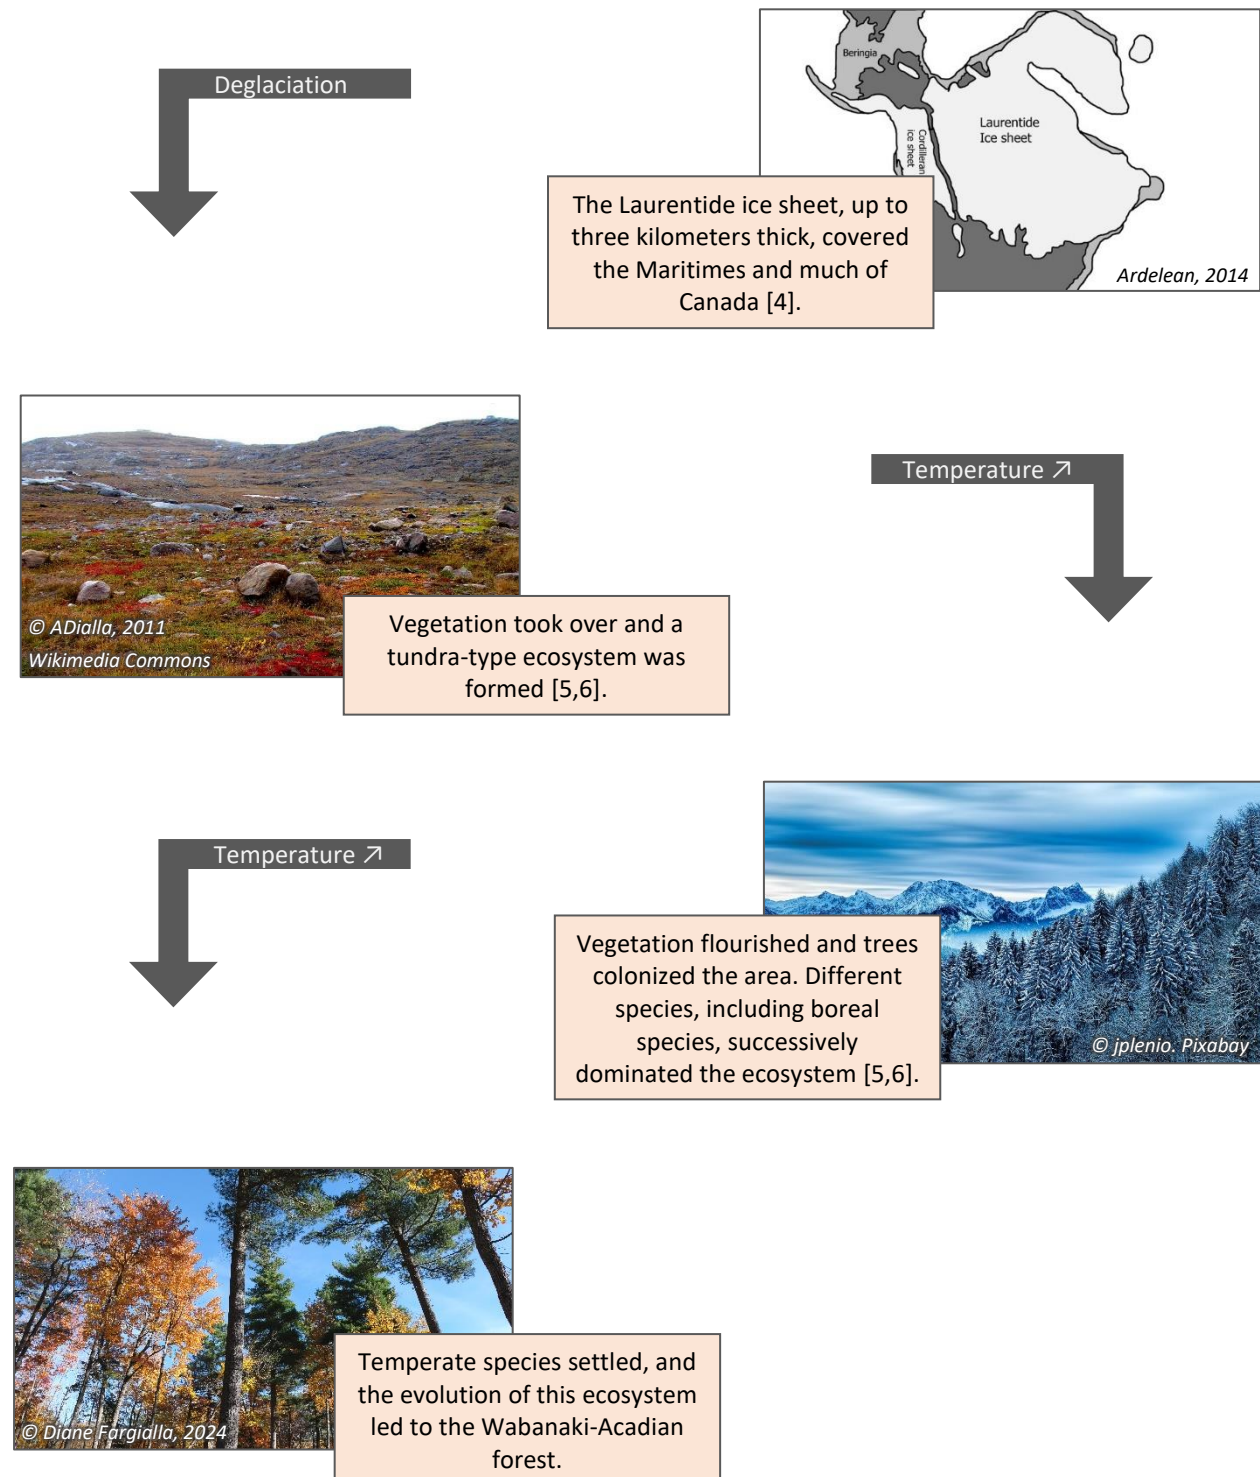 Deglaciation
Beringia
Laurentide
Ice sheet
Cordilleran
ice sheet
Ardelean, 2014
The Laurentide ice sheet, up to
three kilometers thick, covered
the Maritimes and much of
Canada [4].
© ADialla, 2011
Wikimedia Commons
Vegetation took over and a
tundra-type ecosystem was
formed [5,6].
Temperature ↗
Temperature ↗
Vegetation flourished and trees
colonized the area. Different
species, including boreal
species, successively
dominated the ecosystem [5,6].
© jplenio. Pixabay
© Diane Fargialla, 2024
Temperate species settled, and
the evolution of this ecosystem
led to the Wabanaki-Acadian
forest.